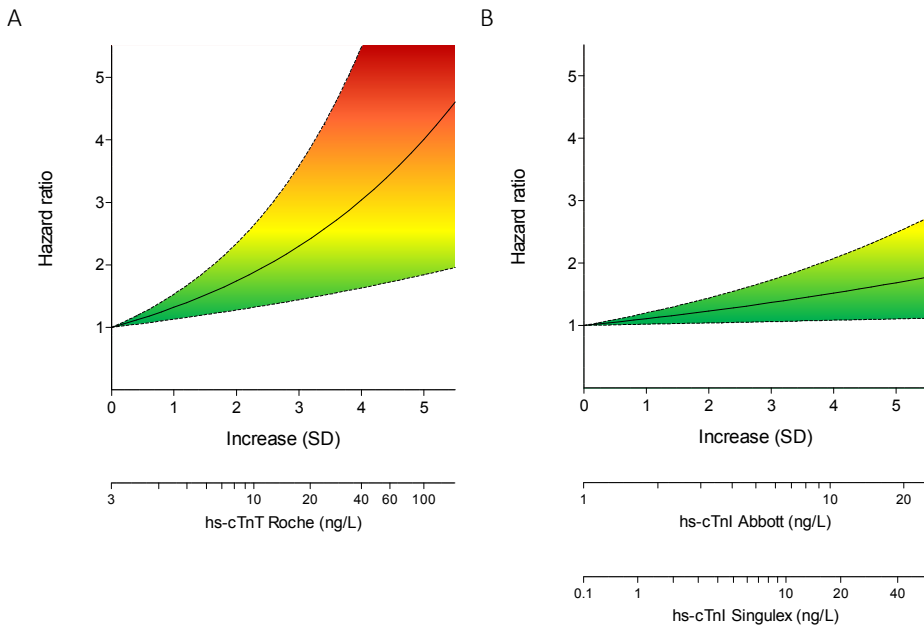 A
Hazard ratio
5
4
3
2
1
0 1 2 3 4 5
Increase (SD)
3 10 20 40 60 100
hs-cTnT Roche (ng/L)
B
Hazard ratio
5
4
3
2
1
0 1 2 3 4 5
Increase (SD)
1 10 20
hs-cTnI Abbott (ng/L)
0.1 1 10 20 40
hs-cTnI Singulex (ng/L)